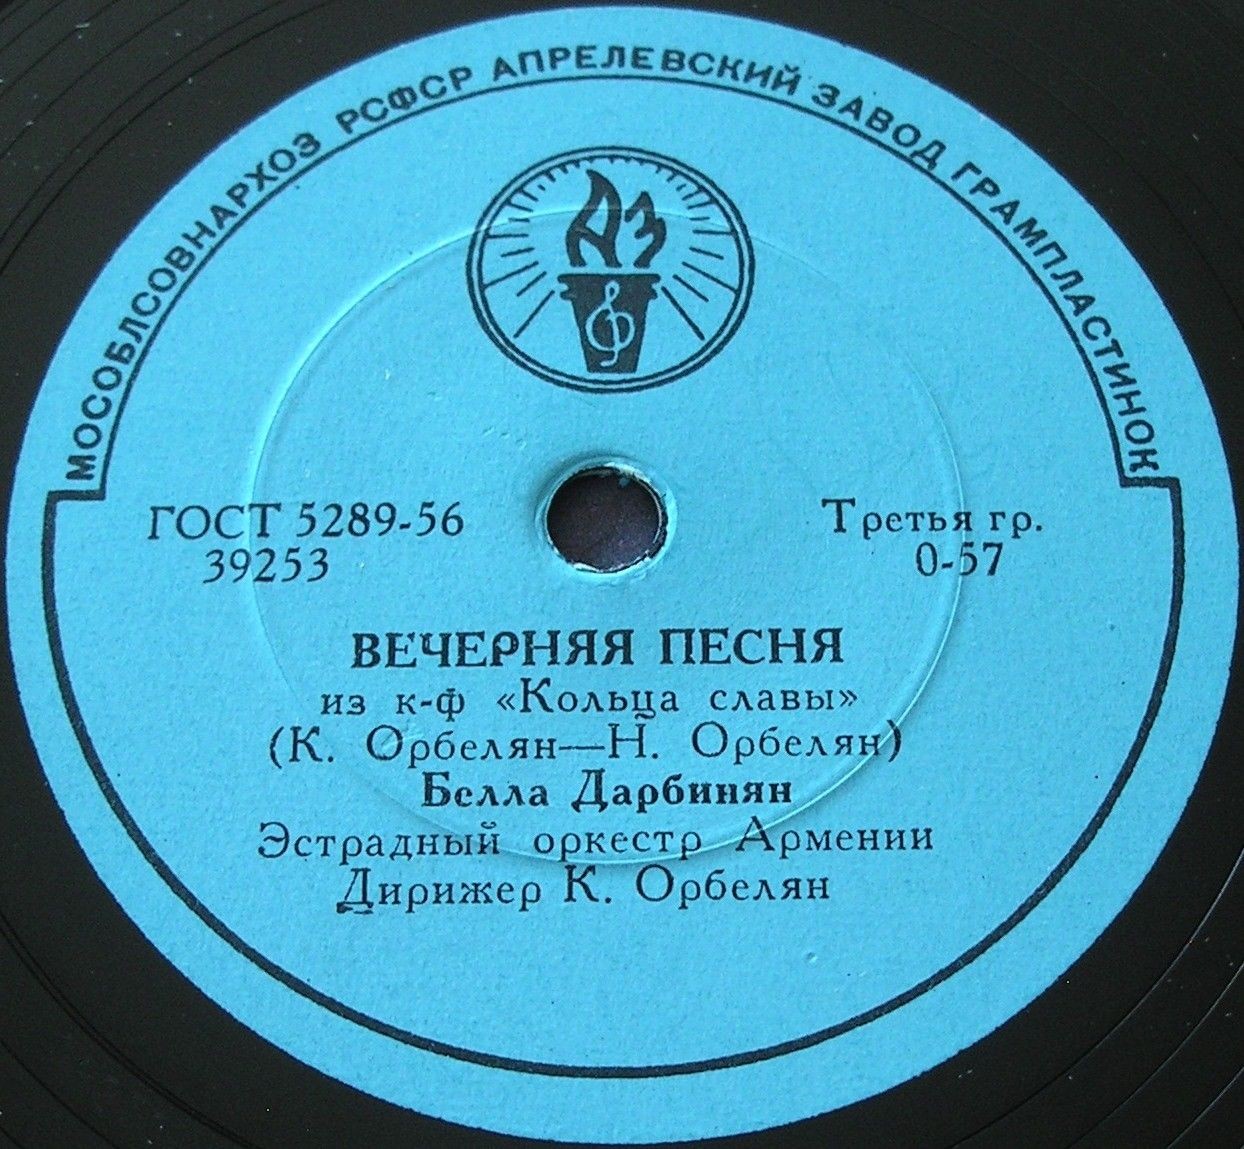 МОСОБЛСОВНАРХОЗ РСФСР АПРЕЛЕВСКИЙ ЗАВОД ГРАМПЛАСТИНОК
АЗ
ГОСТ 5289-56
39253
Третья гр.
0-57
ВЕЧЕРНЯЯ ПЕСНЯ
из к-ф «Кольца славы»
(К. Орбелян—Н. Орбелян)
Белла Дарбинян
Эстрадный оркестр Армении
Дирижер К. Орбелян